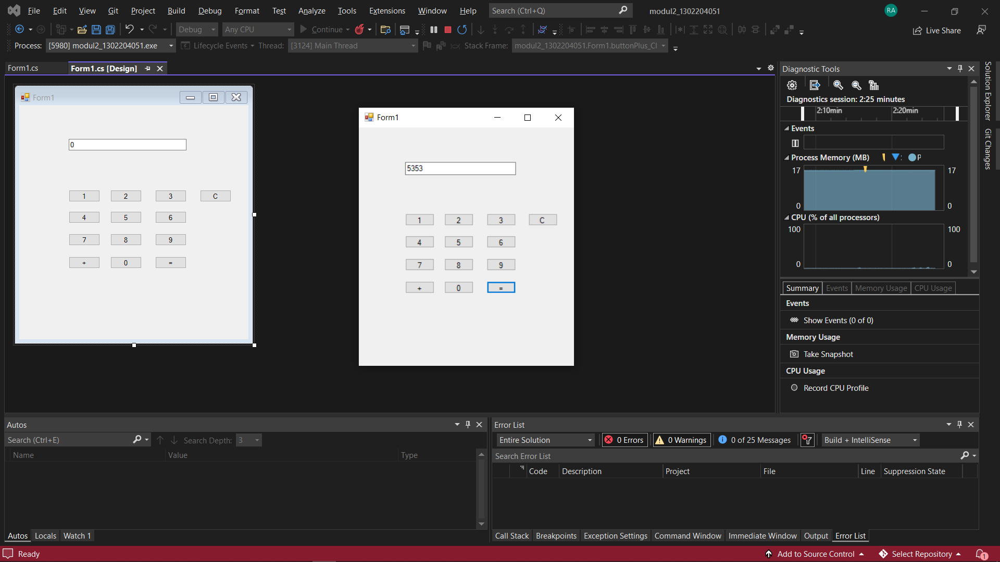 File Edit View Git Project Build Debug Format Test Analyze Tools Extensions Window Help Search (Ctrl+Q) modul2_1302204051 RA
Debug Any CPU Continue Live Share
Process: [5980] modul2_1302204051.exe Lifecycle Events Thread: [3124] Main Thread Stack Frame: modul2_1302204051.Form1.buttonPlus_Cl
Form1.cs Form1.cs [Design]
Form1
0
1 2 3 C
4 5 6
7 8 9
+ 0 =
Form1
5353
1 2 3 C
4 5 6
7 8 9
+ 0 =
Diagnostic Tools
Diagnostics session: 2:25 minutes
2:10min 2:20min
Events
Process Memory (MB) P
17 17
0 0
CPU (% of all processors)
100 100
0 0
Summary Events Memory Usage CPU Usage
Events
Show Events (0 of 0)
Memory Usage
Take Snapshot
CPU Usage
Record CPU Profile
Solution Explorer
Git Changes
Autos
Search (Ctrl+E) Search Depth: 3
Name Value Type
Autos Locals Watch 1
Error List
Entire Solution 0 Errors 0 Warnings 0 of 25 Messages Build + IntelliSense
Search Error List
Code Description Project File Line Suppression State
Call Stack Breakpoints Exception Settings Command Window Immediate Window Output Error List
Ready Add to Source Control Select Repository 1